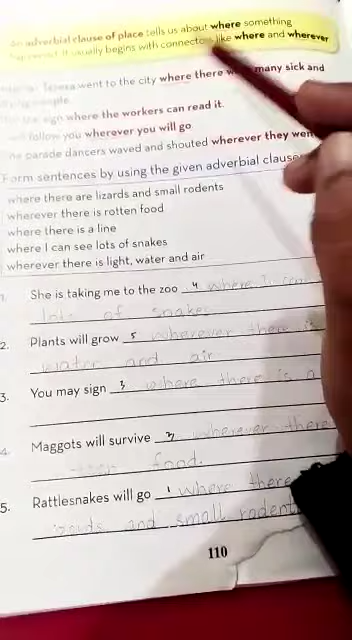 An adverbial clause of place tells us about where something
happened. It usually begins with connectors like where and wherever
Teresa went to the city where there many sick and
people.
sign where the workers can read it.
follow you wherever you will go
parade dancers waved and shouted wherever they went
Form sentences by using the given adverbial clause
where there are lizards and small rodents
wherever there is rotten food
where there is a line
where I can see lots of snakes
wherever there is light, water and air
1. She is taking me to the zoo 4 where I can
lots of snakes
2. Plants will grow 5 wherever there is
water and air
3. You may sign 3 where there is a
4. Maggots will survive 2 wherever there
food.
5. Rattlesnakes will go 1 where there
and small rodent
110